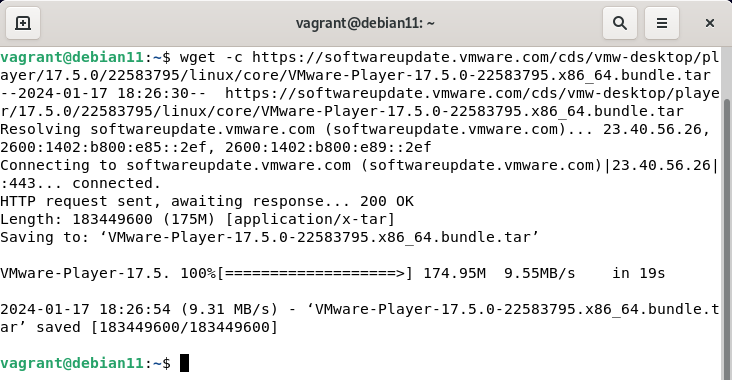 vagrant@debian11: ~
vagrant@debian11:~$ wget -c https://softwareupdate.vmware.com/cds/vmw-desktop/pl
ayer/17.5.0/22583795/linux/core/VMware-Player-17.5.0-22583795.x86_64.bundle.tar
--2024-01-17 18:26:30--  https://softwareupdate.vmware.com/cds/vmw-desktop/playe
r/17.5.0/22583795/linux/core/VMware-Player-17.5.0-22583795.x86_64.bundle.tar
Resolving softwareupdate.vmware.com (softwareupdate.vmware.com)... 23.40.56.26,
2600:1402:b800:e85::2ef, 2600:1402:b800:e89::2ef
Connecting to softwareupdate.vmware.com (softwareupdate.vmware.com)|23.40.56.26|
:443... connected.
HTTP request sent, awaiting response... 200 OK
Length: 183449600 (175M) [application/x-tar]
Saving to: ‘VMware-Player-17.5.0-22583795.x86_64.bundle.tar’
VMware-Player-17.5. 100%[===================>] 174.95M  9.55MB/s    in 19s
2024-01-17 18:26:54 (9.31 MB/s) - ‘VMware-Player-17.5.0-22583795.x86_64.bundle.t
ar’ saved [183449600/183449600]
vagrant@debian11:~$